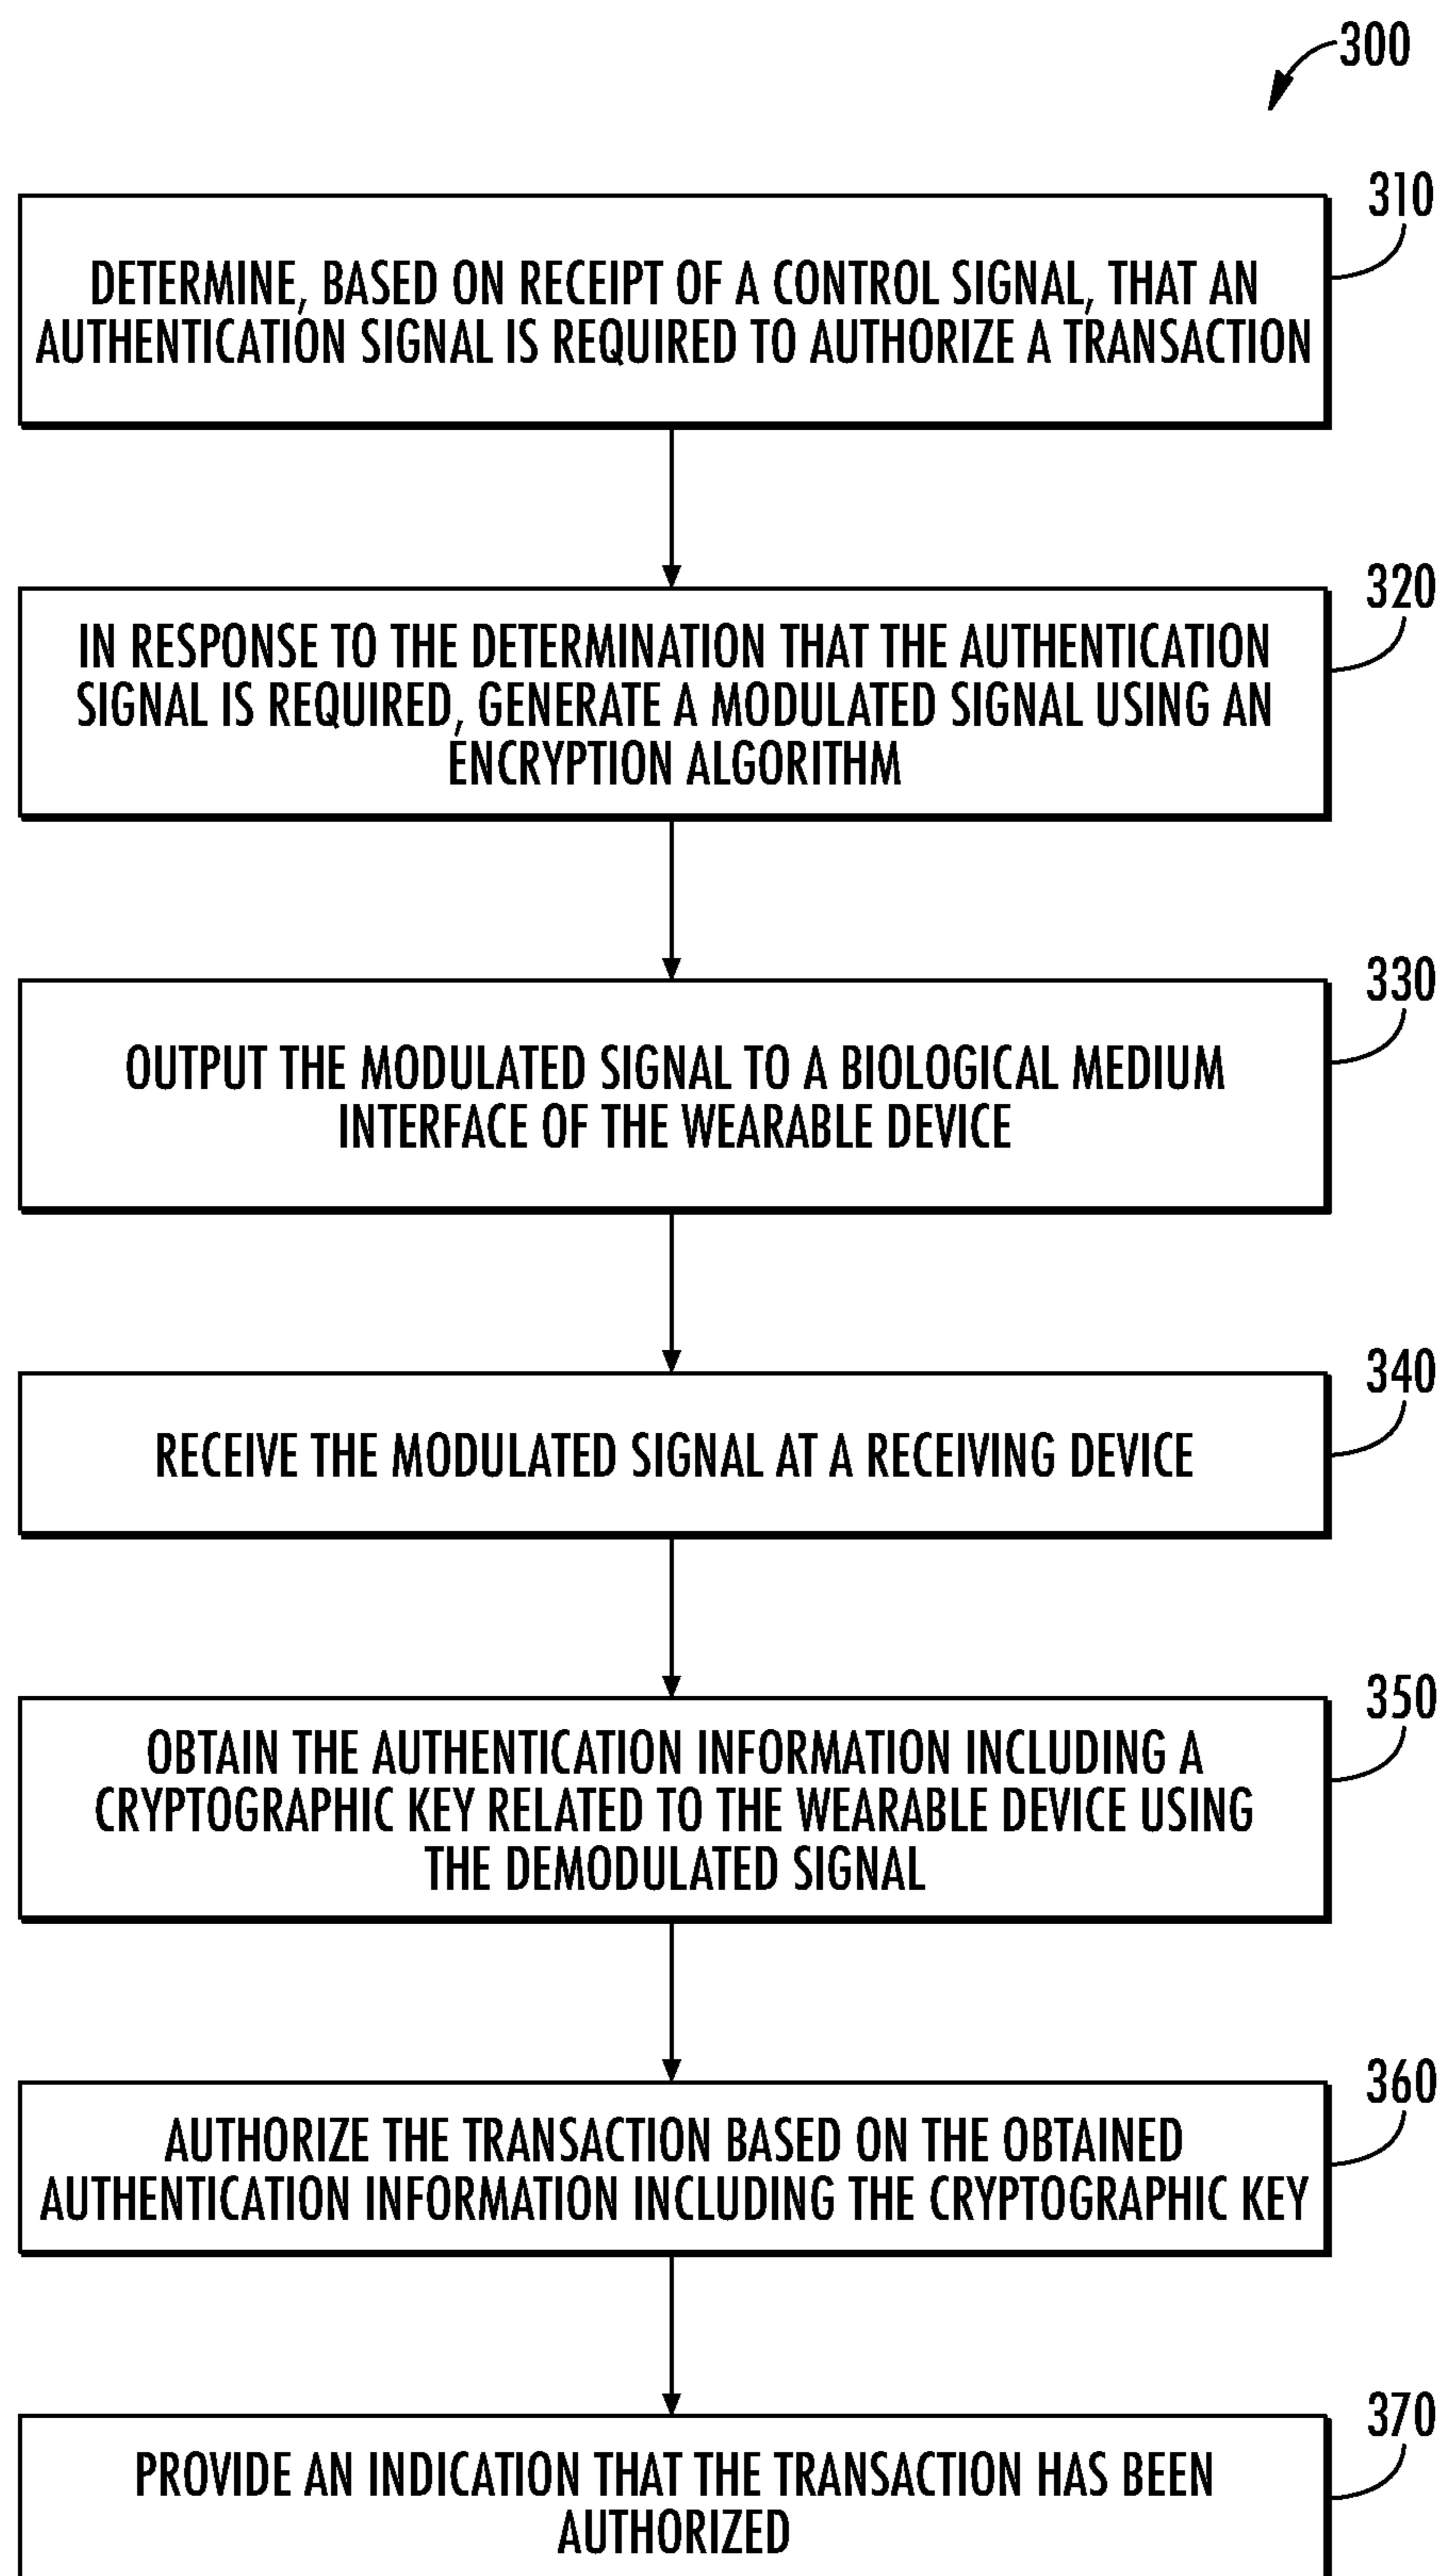 300
310
DETERMINE, BASED ON RECEIPT OF A CONTROL SIGNAL, THAT AN
AUTHENTICATION SIGNAL IS REQUIRED TO AUTHORIZE A TRANSACTION
320
IN RESPONSE TO THE DETERMINATION THAT THE AUTHENTICATION
SIGNAL IS REQUIRED, GENERATE A MODULATED SIGNAL USING AN
ENCRYPTION ALGORITHM
330
OUTPUT THE MODULATED SIGNAL TO A BIOLOGICAL MEDIUM
INTERFACE OF THE WEARABLE DEVICE
340
RECEIVE THE MODULATED SIGNAL AT A RECEIVING DEVICE
350
OBTAIN THE AUTHENTICATION INFORMATION INCLUDING A
CRYPTOGRAPHIC KEY RELATED TO THE WEARABLE DEVICE USING
THE DEMODULATED SIGNAL
360
AUTHORIZE THE TRANSACTION BASED ON THE OBTAINED
AUTHENTICATION INFORMATION INCLUDING THE CRYPTOGRAPHIC KEY
370
PROVIDE AN INDICATION THAT THE TRANSACTION HAS BEEN
AUTHORIZED